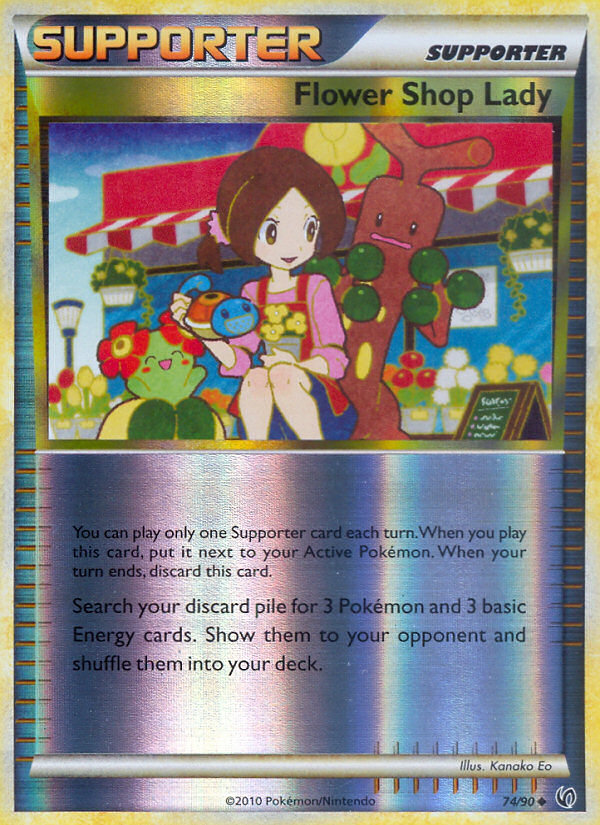 SUPPORTER
SUPPORTER
Flower Shop Lady
You can play only one Supporter card each turn. When you play
this card, put it next to your Active Pokémon. When your
turn ends, discard this card.
Search your discard pile for 3 Pokémon and 3 basic
Energy cards. Show them to your opponent and
shuffle them into your deck.
Illus. Kanako Eo
©2010 Pokémon/Nintendo
74/90